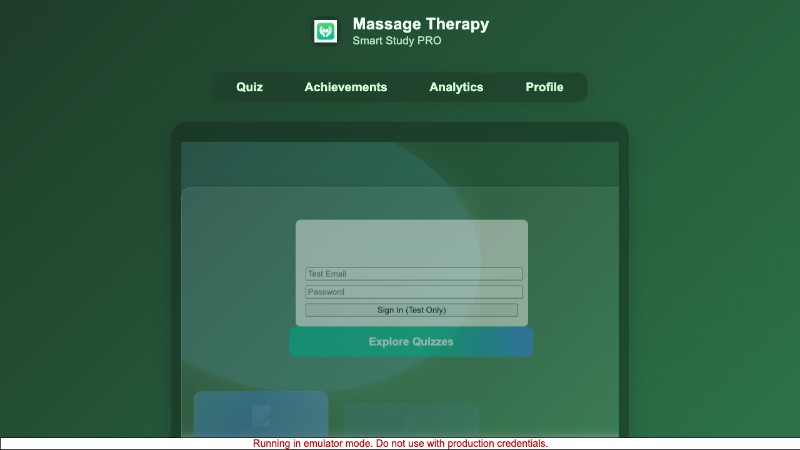 Massage Therapy
Smart Study PRO
Quiz Achievements Analytics Profile
Test Email
Password
Sign In (Test Only)
Explore Quizzes
Running in emulator mode. Do not use with production credentials.